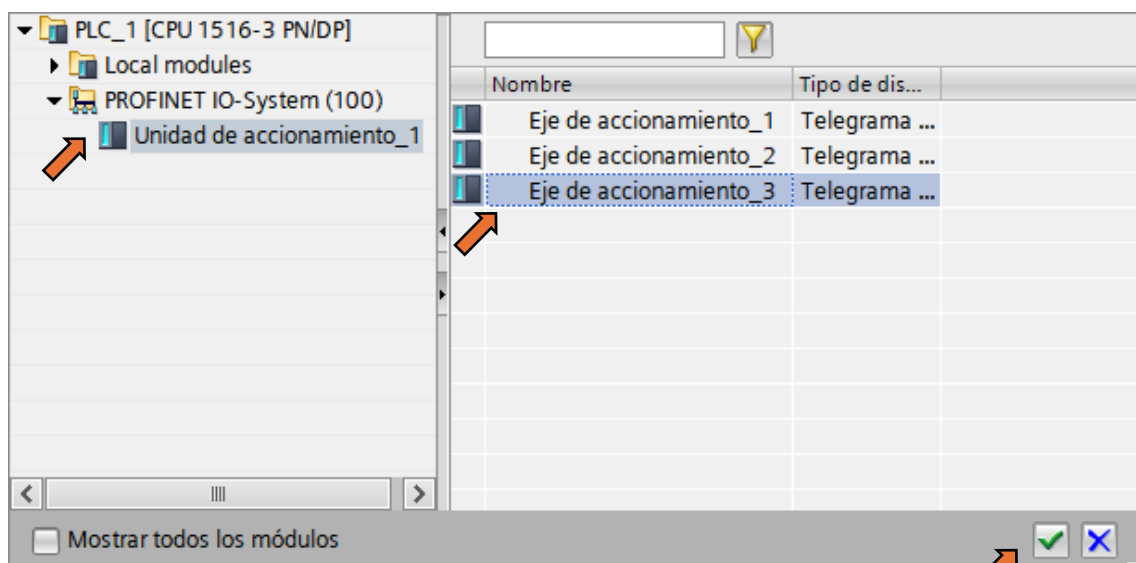 PLC_1 [CPU 1516-3 PN/DP]
Local modules
PROFINET IO-System (100)
Unidad de accionamiento_1
Nombre Tipo de dis...
Eje de accionamiento_1 Telegrama ...
Eje de accionamiento_2 Telegrama ...
Eje de accionamiento_3 Telegrama ...
Mostrar todos los módulos